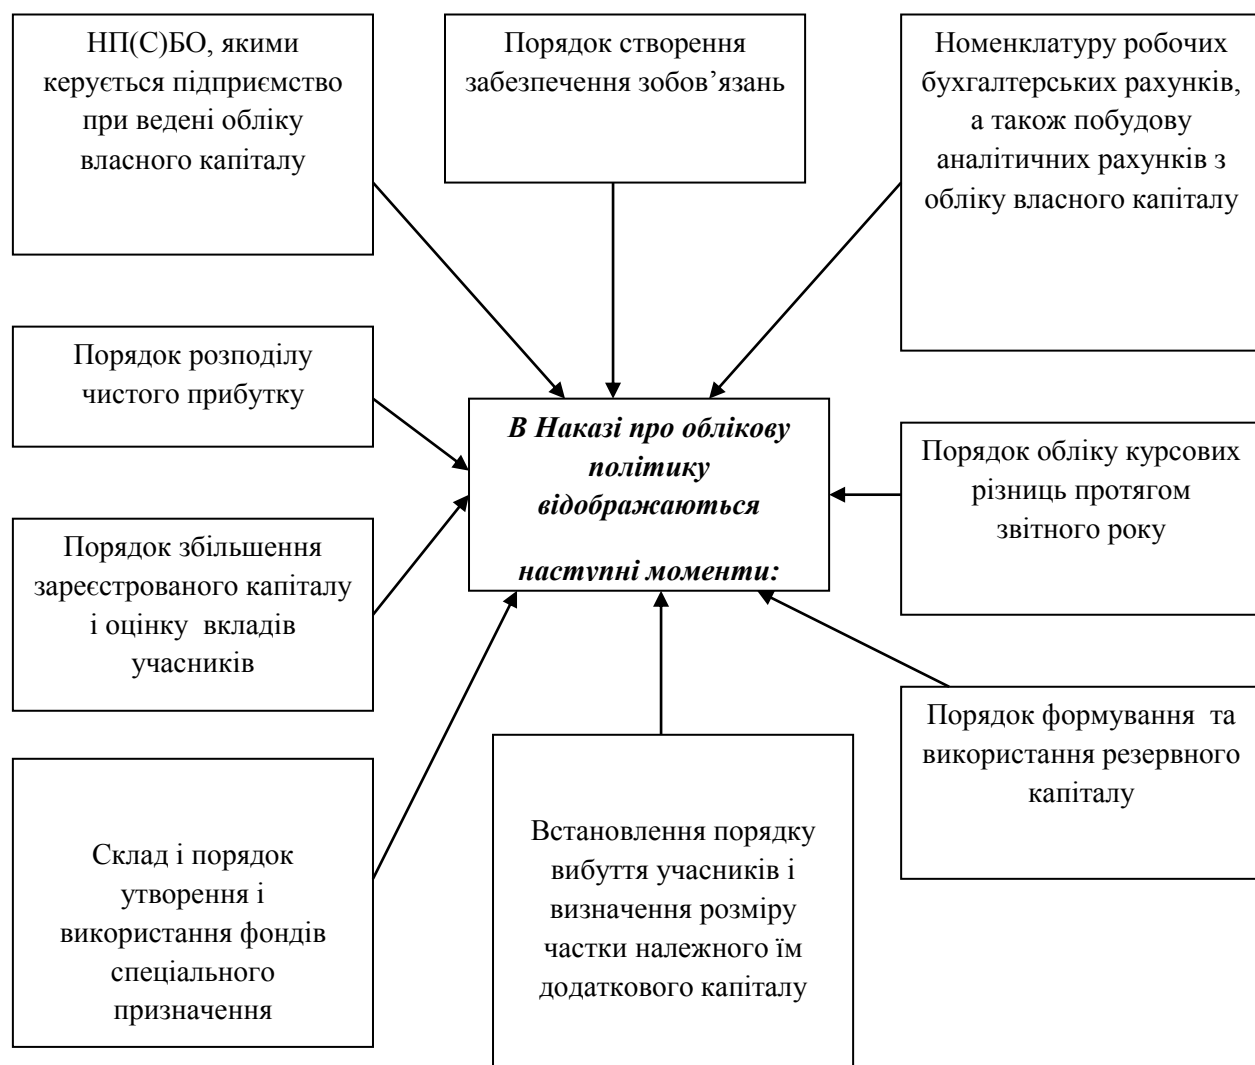 НП(С)БО, якими
керується підприємство
при ведені обліку
власного капіталу
Порядок створення
забезпечення зобов’язань
Номенклатуру робочих
бухгалтерських рахунків,
а також побудову
аналітичних рахунків з
обліку власного капіталу
Порядок розподілу
чистого прибутку
В Наказі про облікову
політику
відображаються
наступні моменти:
Порядок обліку курсових
різниць протягом
звітного року
Порядок збільшення
зареєстрованого капіталу
і оцінку вкладів
учасників
Порядок формування та
використання резервного
капіталу
Склад і порядок
утворення і
використання фондів
спеціального
призначення
Встановлення порядку
вибуття учасників і
визначення розміру
частки належного їм
додаткового капіталу